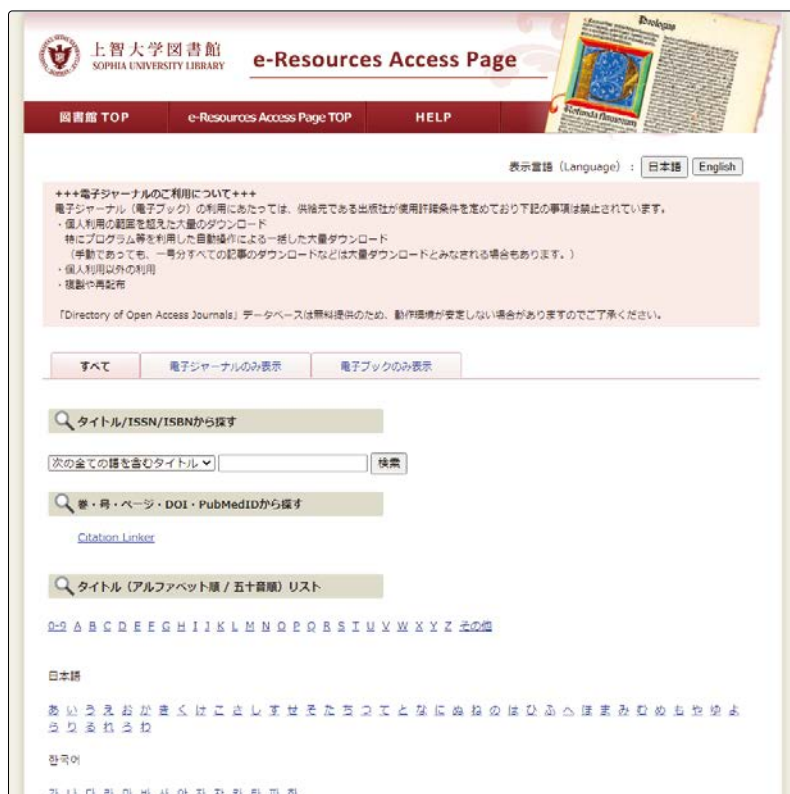 上智大学図書館
SOPHIA UNIVERSITY LIBRARY
e-Resources Access Page
Prologus
図書館 TOP
e-Resources Access Page TOP
HELP
表示言語（Language）：
日本語
English
+++電子ジャーナルのご利用について+++
電子ジャーナル（電子ブック）の利用にあたっては、供給元である出版社が使用許諾条件を定めており下記の事項は禁止されています。
・個人利用の範囲を超えた大量のダウンロード
特にプログラム等を利用した自動操作による一括した大量ダウンロード
（手動であっても、一号分すべての記事のダウンロードなどは大量ダウンロードとみなされる場合もあります。）
・個人利用以外の利用
・複製や再配布
「Directory of Open Access Journals」データベースは無料提供のため、動作環境が安定しない場合がありますのでご了承ください。
すべて
電子ジャーナルのみ表示
電子ブックのみ表示
タイトル/ISSN/ISBNから探す
次の全ての語を含むタイトル
検索
巻・号・ページ・DOI・PubMedIDから探す
Citation Linker
タイトル（アルファベット順 / 五十音順）リスト
0-9 A B C D E F G H I J K L M N O P Q R S T U V W X Y Z その他
日本語
あ い う え お か き く け こ さ し す せ そ た ち つ て と な に ぬ ね の は ひ ふ へ ほ ま み む め も や ゆ よ
ら り る れ ろ わ
한국어